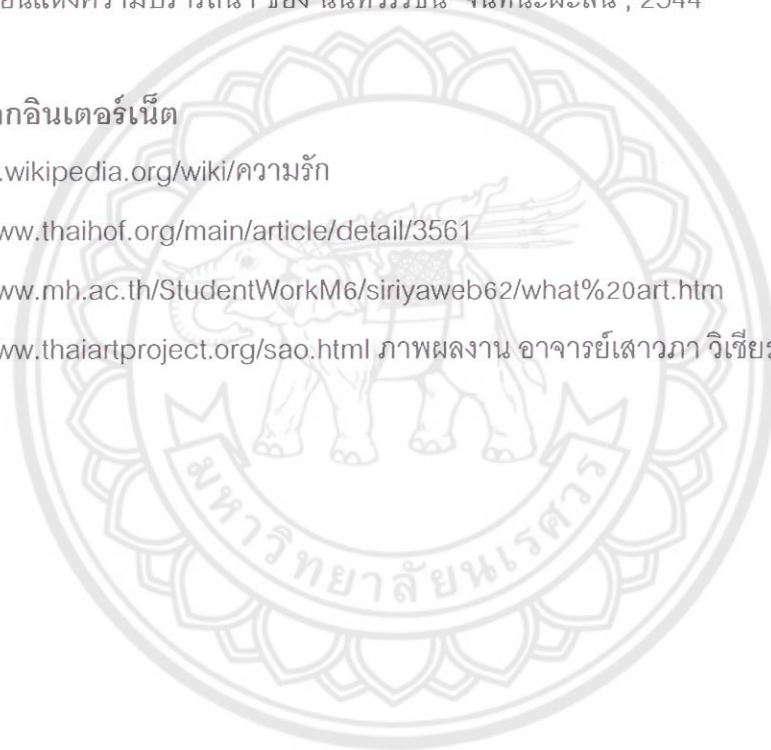 ของ
, 2544
กอินเตอร์เน็ต
.wikipedia.org/wiki/ความรัก
ww.thaihof.org/main/article/detail/3561
ww.mh.ac.th/StudentWorkM6/siriyaweb62/what%20art.htm
ww.thaiartproject.org/sao.html ภาพผลงาน อาจารย์เสาวภา วิเชียร
มหาวิทยาลัยนเรศวร